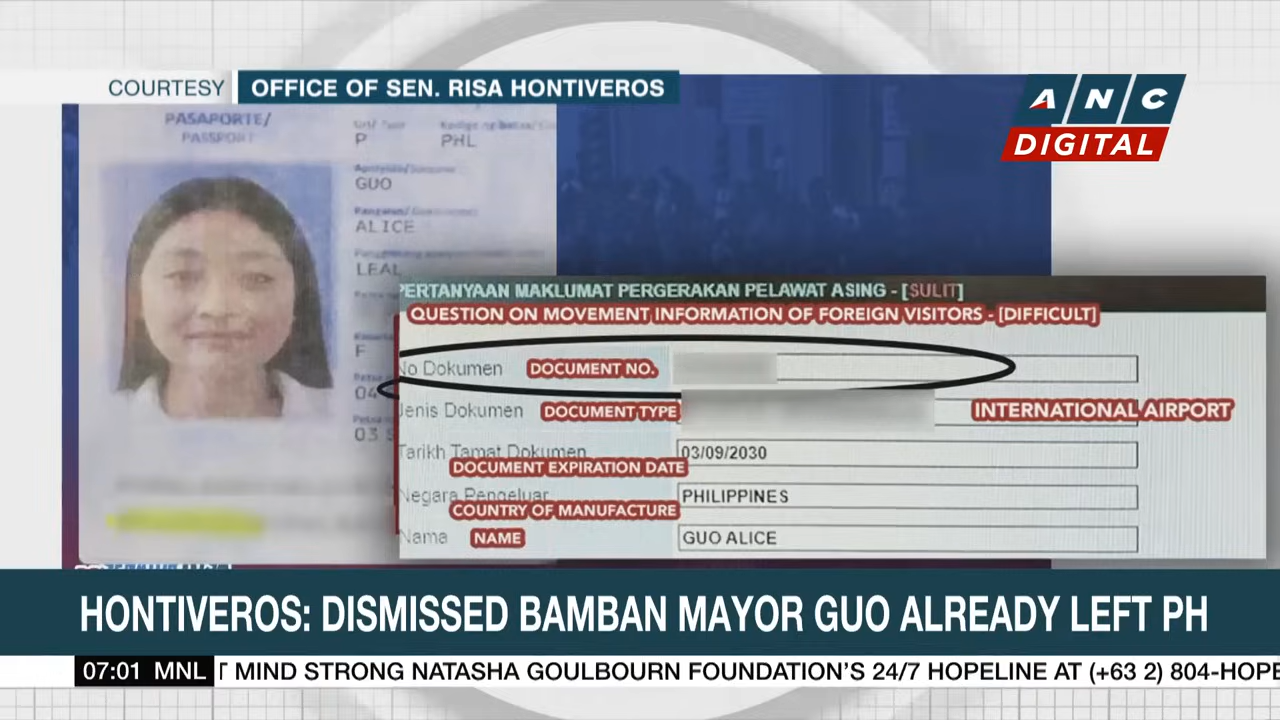 COURTESY
OFFICE OF SEN. RISA HONTIVEROS
ANC
DIGITAL
PASAPORTE/
PASSPORT
P
PHL
GUO
ALICE
LEAL
F
04
03 S
PERTANYAAN MAKLUMAT PERGERAKAN PELAWAT ASING - [SULIT]
QUESTION ON MOVEMENT INFORMATION OF FOREIGN VISITORS - [DIFFICULT]
No Dokumen DOCUMENT NO.
Jenis Dokumen DOCUMENT TYPE INTERNATIONAL AIRPORT
Tarikh Tamat Dokumen 03/09/2030
DOCUMENT EXPIRATION DATE
Negara Pengeluar PHILIPPINES
COUNTRY OF MANUFACTURE
Nama NAME GUO ALICE
HONTIVEROS: DISMISSED BAMBAN MAYOR GUO ALREADY LEFT PH
07:01 MNL T MIND STRONG NATASHA GOULBOURN FOUNDATION'S 24/7 HOPELINE AT (+63 2) 804-HOPE